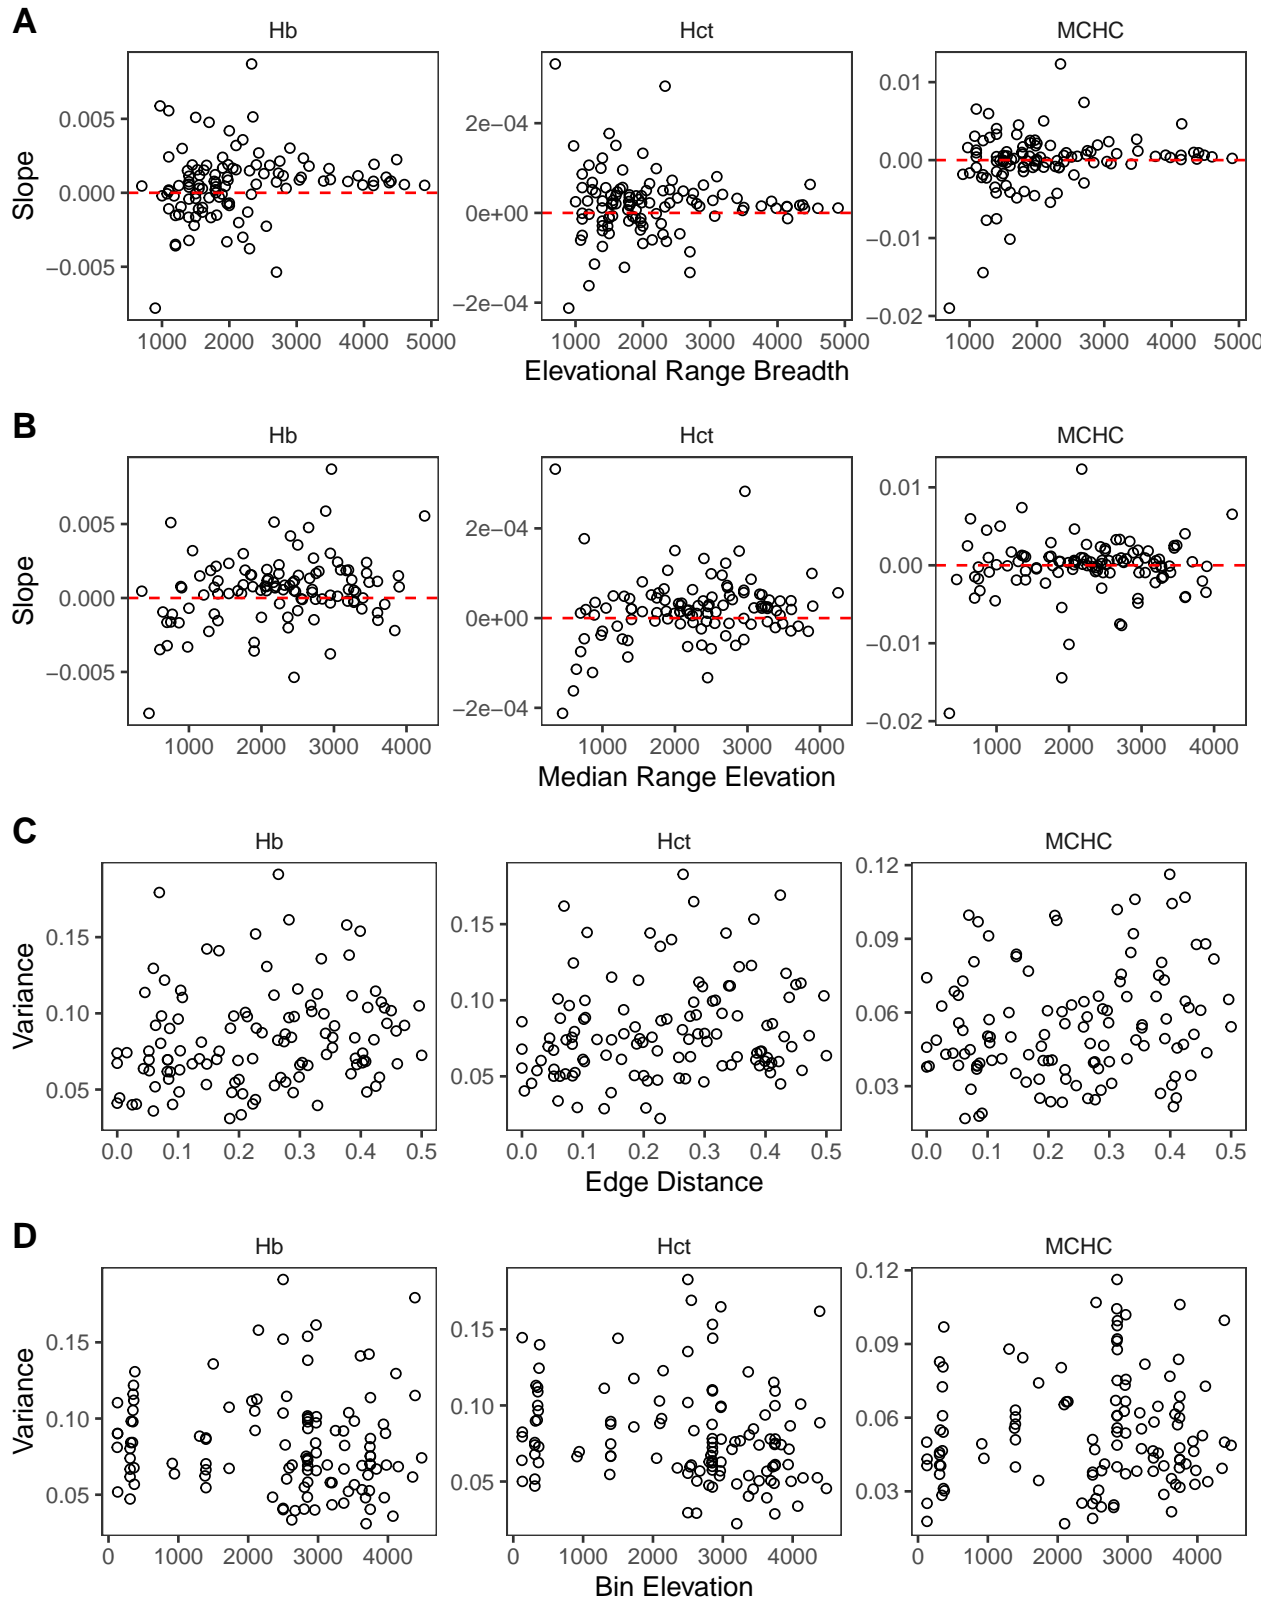 A
Hb Hct MCHC
Slope
0.005
0.000
−0.005
2e−04
0e+00
−2e−04
0.01
0.00
−0.01
−0.02
1000 2000 3000 4000 5000 1000 2000 3000 4000 5000 1000 2000 3000 4000 5000
Elevational Range Breadth
B
Hb Hct MCHC
Slope
0.005
0.000
−0.005
2e−04
0e+00
−2e−04
0.01
0.00
−0.01
−0.02
1000 2000 3000 4000 1000 2000 3000 4000 1000 2000 3000 4000
Median Range Elevation
C
Hb Hct MCHC
Variance
0.15
0.10
0.05
0.15
0.10
0.05
0.12
0.09
0.06
0.03
0.0 0.1 0.2 0.3 0.4 0.5 0.0 0.1 0.2 0.3 0.4 0.5 0.0 0.1 0.2 0.3 0.4 0.5
Edge Distance
D
Hb Hct MCHC
Variance
0.15
0.10
0.05
0.15
0.10
0.05
0.12
0.09
0.06
0.03
0 1000 2000 3000 4000 0 1000 2000 3000 4000 0 1000 2000 3000 4000
Bin Elevation